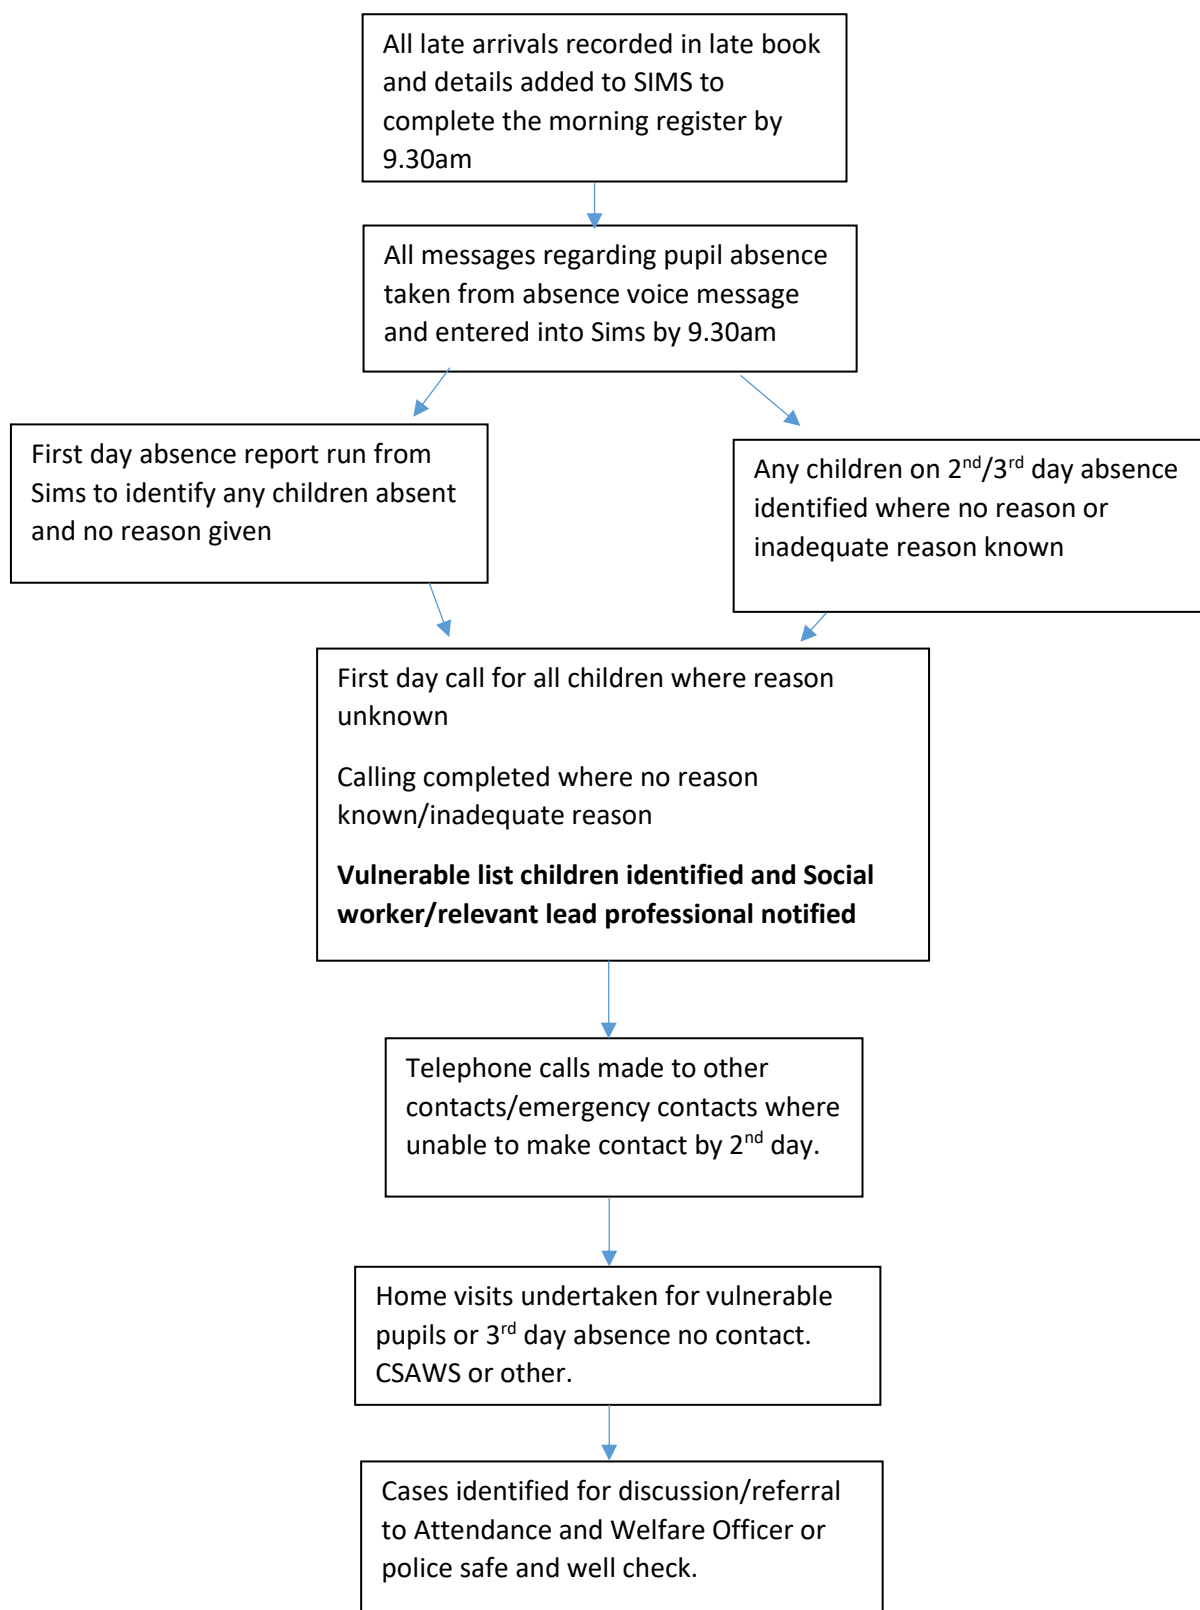 All late arrivals recorded in late book
and details added to SIMS to
complete the morning register by
9.30am
All messages regarding pupil absence
taken from absence voice message
and entered into Sims by 9.30am
First day absence report run from
Sims to identify any children absent
and no reason given
Any children on 2nd/3rd day absence
identified where no reason or
inadequate reason known
First day call for all children where reason
unknown
Calling completed where no reason
known/inadequate reason
Vulnerable list children identified and Social
worker/relevant lead professional notified
Telephone calls made to other
contacts/emergency contacts where
unable to make contact by 2nd day.
Home visits undertaken for vulnerable
pupils or 3rd day absence no contact.
CSAWS or other.
Cases identified for discussion/referral
to Attendance and Welfare Officer or
police safe and well check.